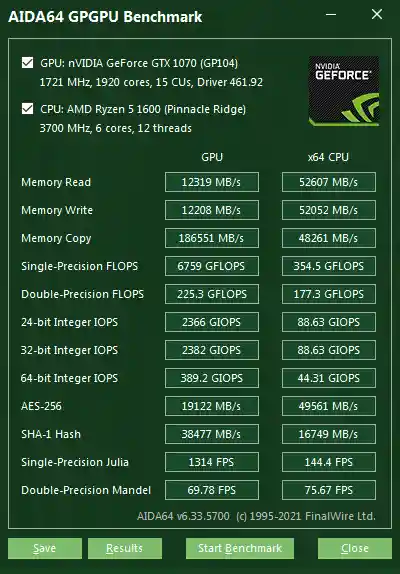 AIDA64 GPGPU Benchmark
GPU: nVIDIA GeForce GTX 1070 (GP104)
1721 MHz, 1920 cores, 15 CUs, Driver 461.92
CPU: AMD Ryzen 5 1600 (Pinnacle Ridge)
3700 MHz, 6 cores, 12 threads
NVIDIA
GEFORCE
GPU x64 CPU
Memory Read 12319 MB/s 52607 MB/s
Memory Write 12208 MB/s 52052 MB/s
Memory Copy 186551 MB/s 48261 MB/s
Single-Precision FLOPS 6759 GFLOPS 354.5 GFLOPS
Double-Precision FLOPS 225.3 GFLOPS 177.3 GFLOPS
24-bit Integer IOPS 2366 GIOPS 88.63 GIOPS
32-bit Integer IOPS 2382 GIOPS 88.63 GIOPS
64-bit Integer IOPS 389.2 GIOPS 44.31 GIOPS
AES-256 19122 MB/s 49561 MB/s
SHA-1 Hash 38477 MB/s 16749 MB/s
Single-Precision Julia 1314 FPS 144.4 FPS
Double-Precision Mandel 69.78 FPS 75.67 FPS
AIDA64 v6.33.5700 (c) 1995-2021 FinalWire Ltd.
Save Results Start Benchmark Close